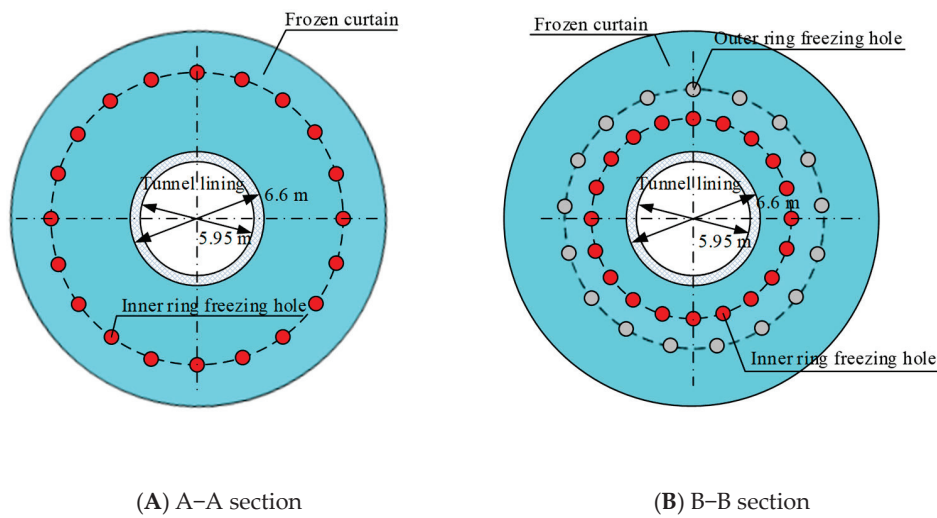 Frozen curtain
Tunnel lining
6.6 m
5.95 m
Inner ring freezing hole
(A) A−A section
Frozen curtain
Outer ring freezing hole
Tunnel lining
6.6 m
5.95 m
Inner ring freezing hole
(B) B−B section